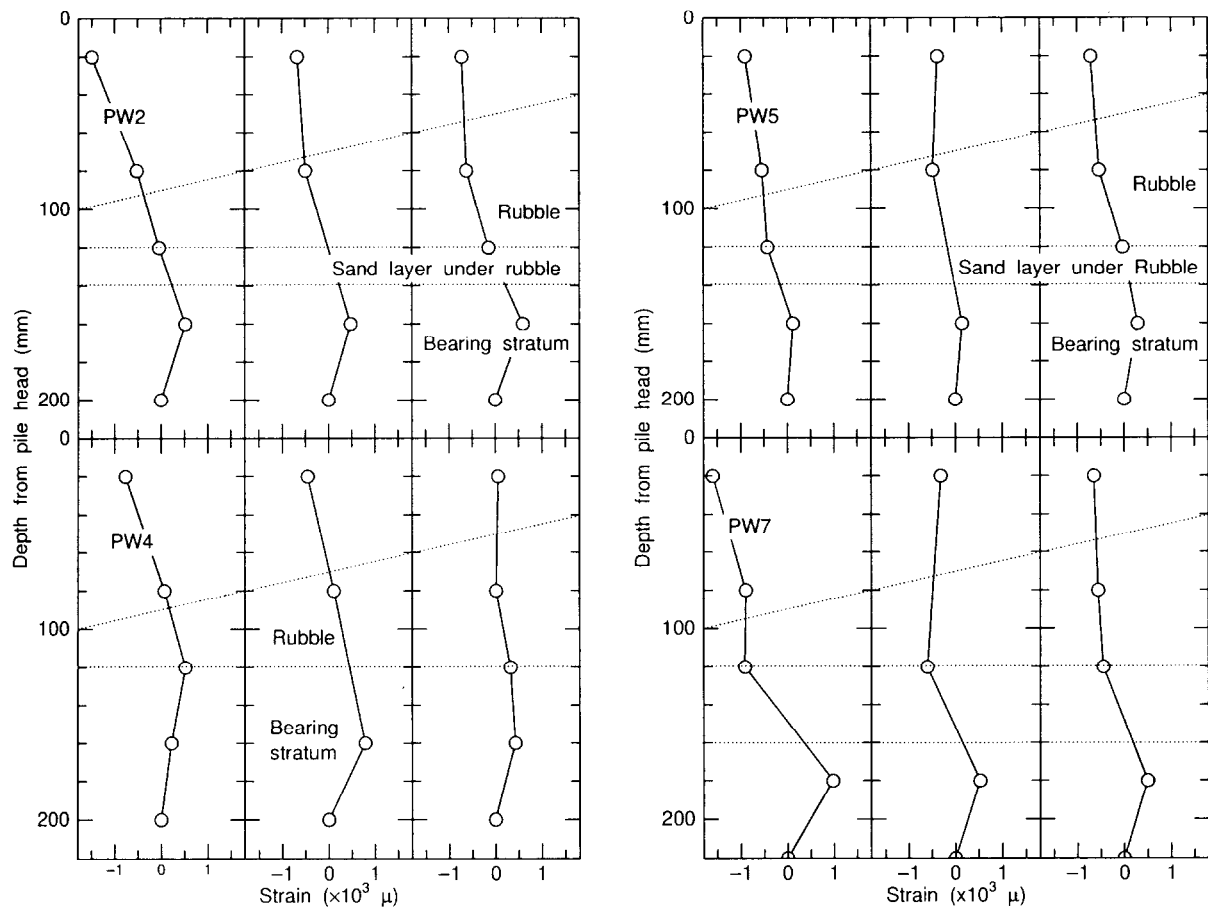 0
100
200
0
100
200
Depth from pile head (mm)
PW2
Rubble
Sand layer under rubble
Bearing stratum
PW4
Rubble
Bearing
stratum
−1 0 1 −1 0 1 −1 0 1
Strain (×10³ μ)
0
100
200
0
100
200
Depth from pile head (mm)
PW5
Rubble
Sand layer under Rubble
Bearing stratum
PW7
−1 0 1 −1 0 1 −1 0 1
Strain (x10³ μ)